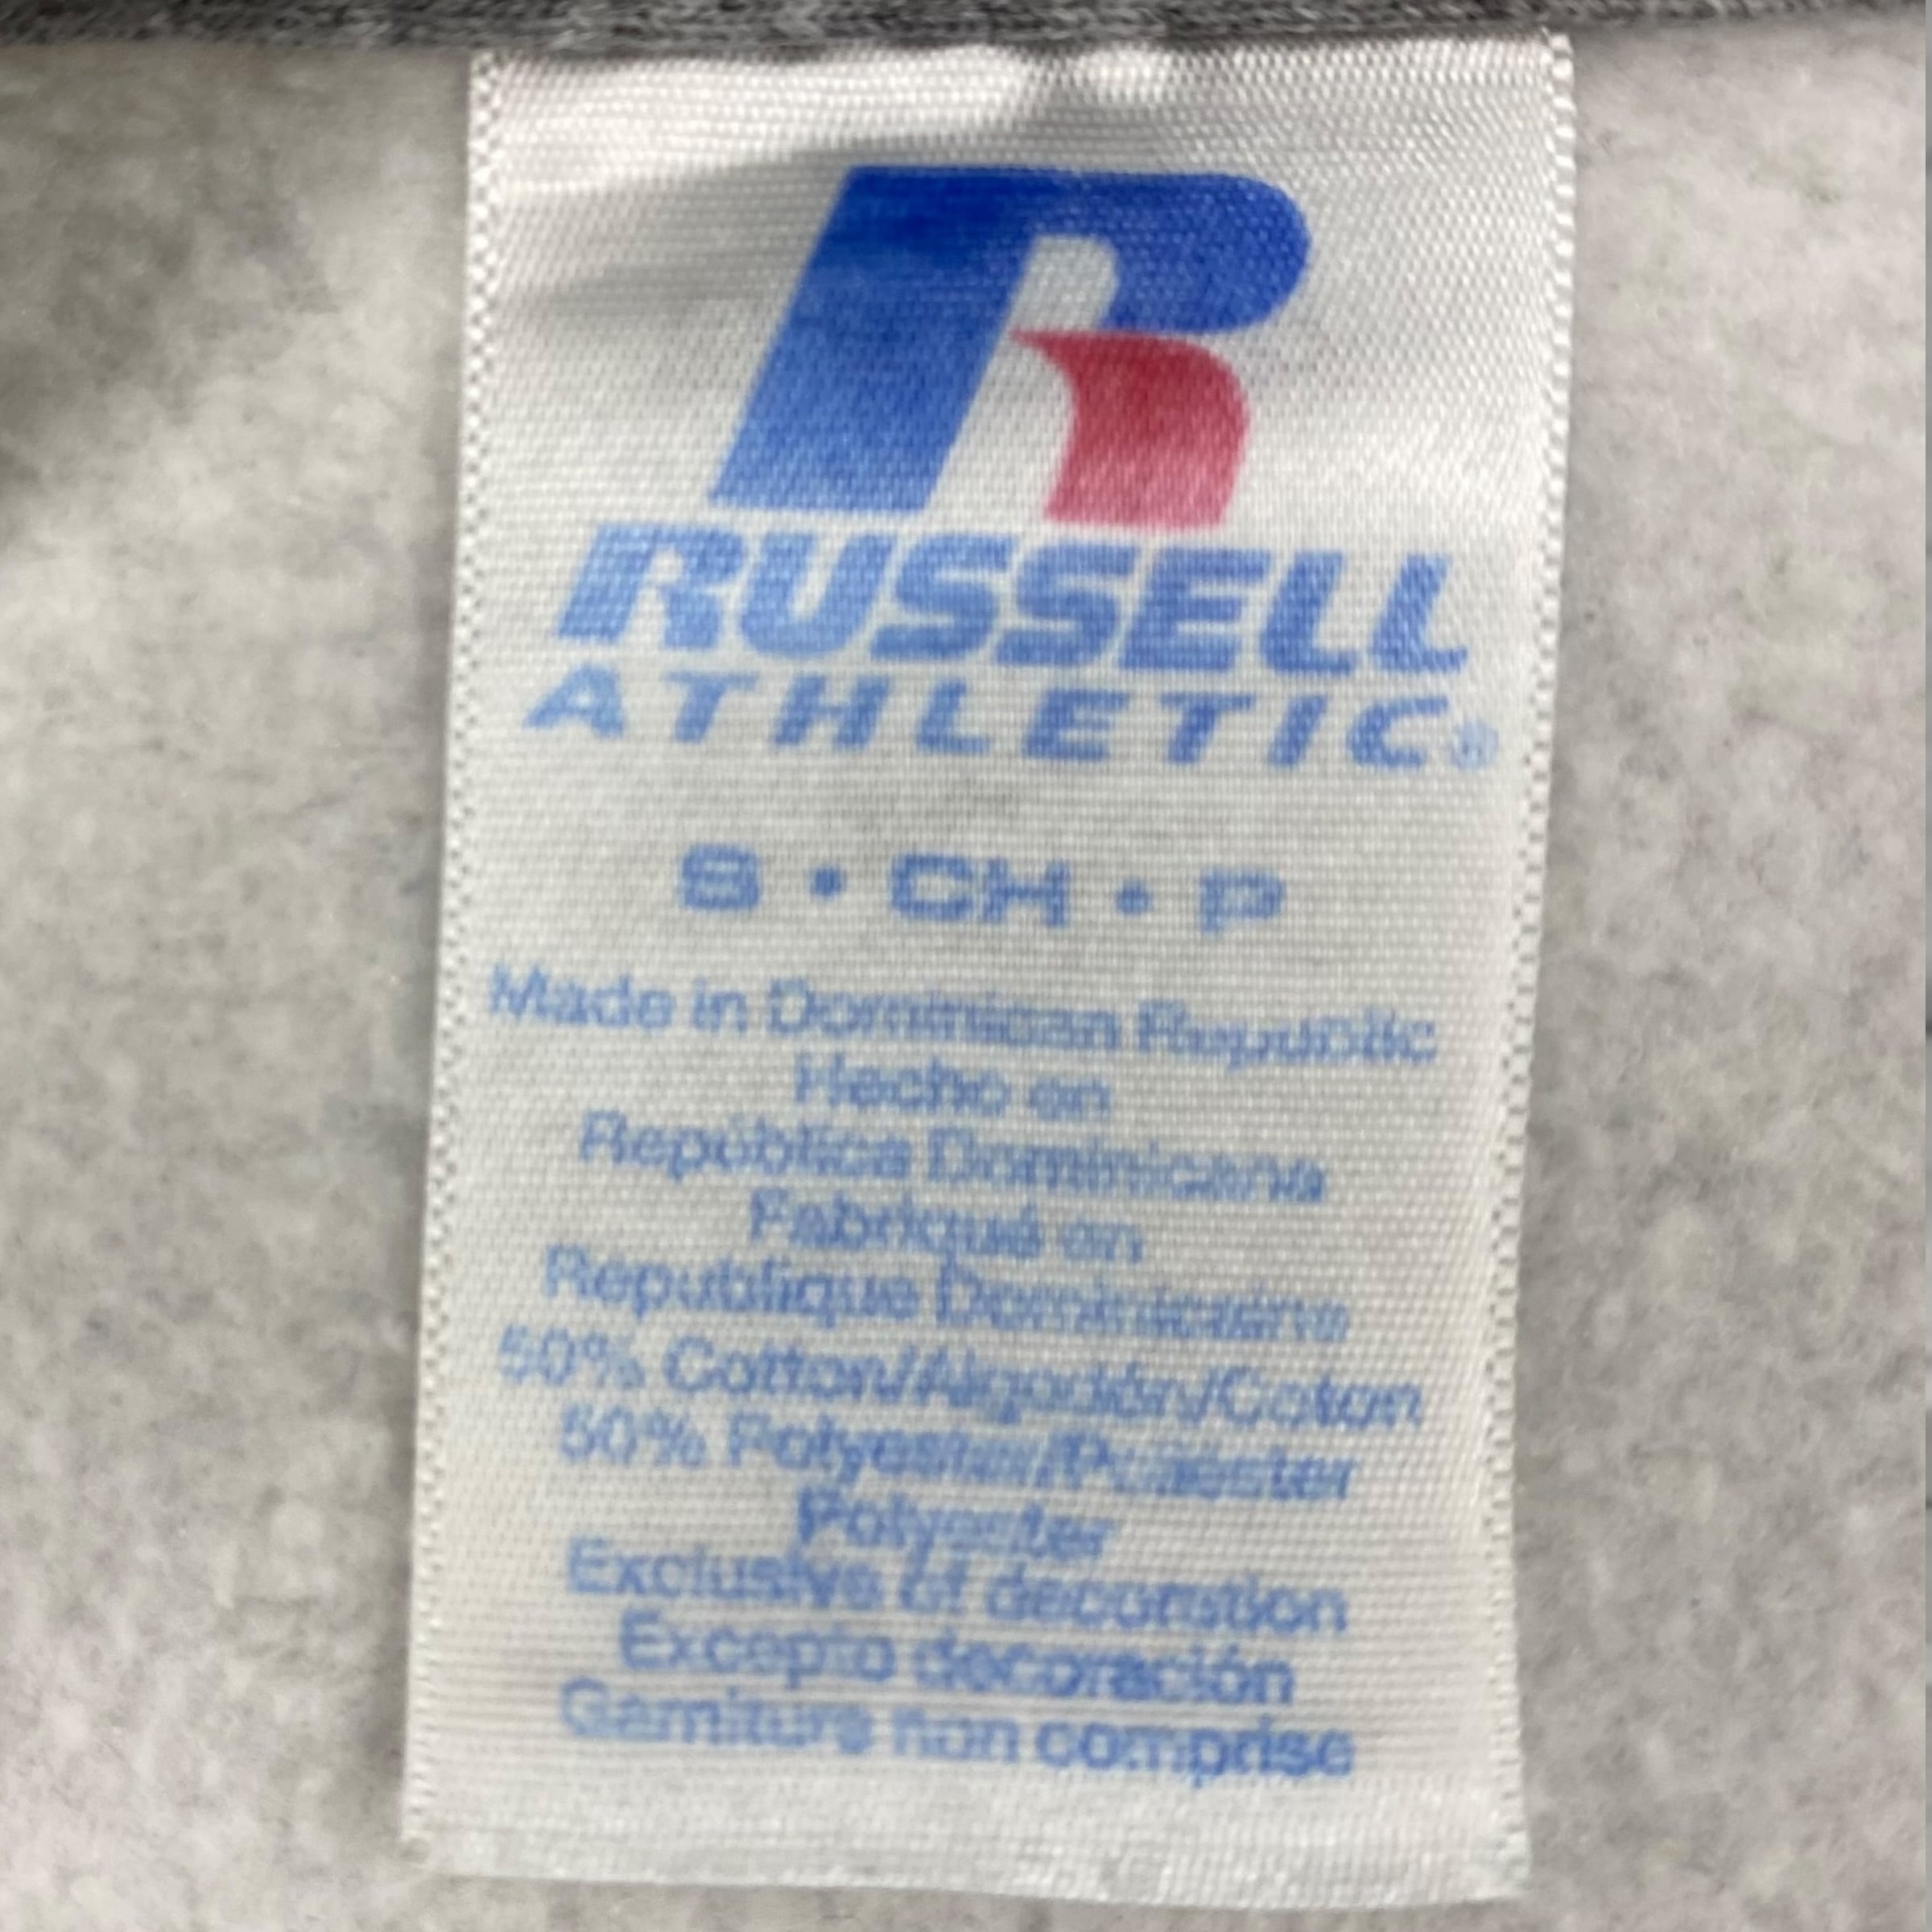 R
RUSSELL
ATHLETIC®
S • CH • P
Made in Dominican Republic
Hecho en
República Dominicana
Fabriqué en
Republique Dominicaine
50% Cotton/Algodón/Coton
50% Polyester/Poliester
Polyester
Exclusive of decoration
Excepto decoración
Garniture non comprise